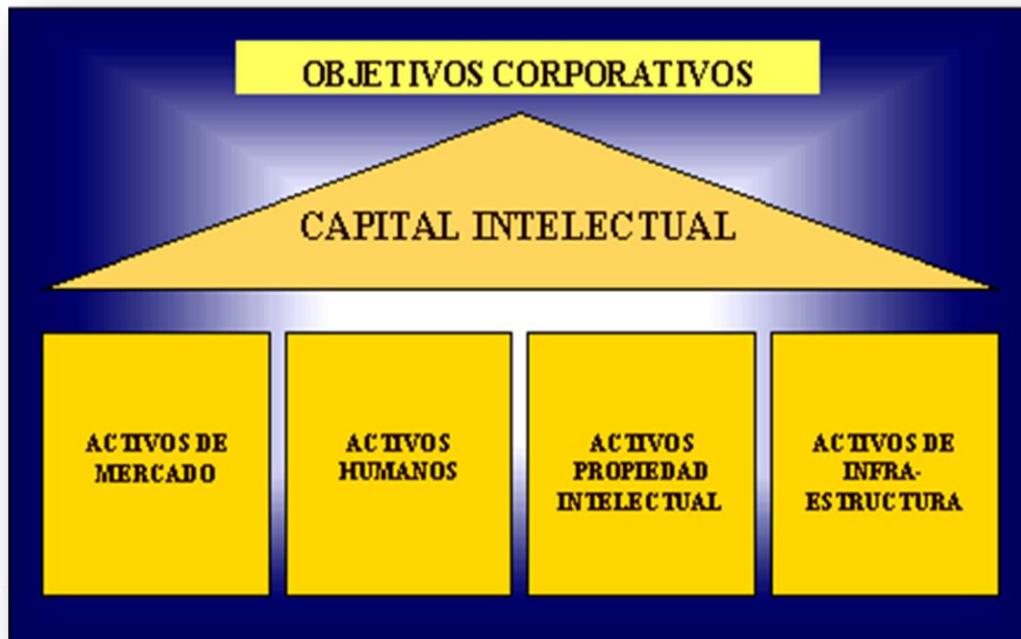 OBJETIVOS CORPORATIVOS
CAPITAL INTELECTUAL
ACTIVOS DE
MERCADO
ACTIVOS
HUMANOS
ACTIVOS
PROPIEDAD
INTELECTUAL
ACTIVOS DE
INFRA-
ESTRUCTURA